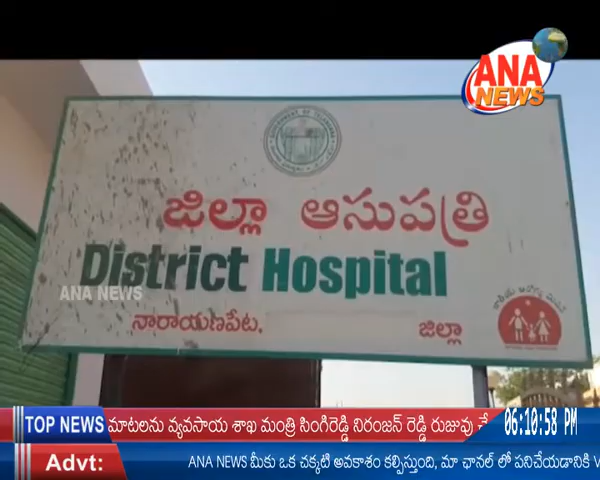 ANA
NEWS
జిల్లా ఆసుపత్రి
District Hospital
ANA NEWS
నారాయణపేట. జిల్లా
TOP NEWS మాటలను వ్యవసాయ శాఖ మంత్రి సింగిరెడ్డి నిరంజన్ రెడ్డి రుజువు చే 06:10:58 PM
Advt: ANA NEWS మీకు ఒక చక్కటి అవకాశం కల్పిస్తుంది, మా ఛానల్ లో పనిచేయడానికి V